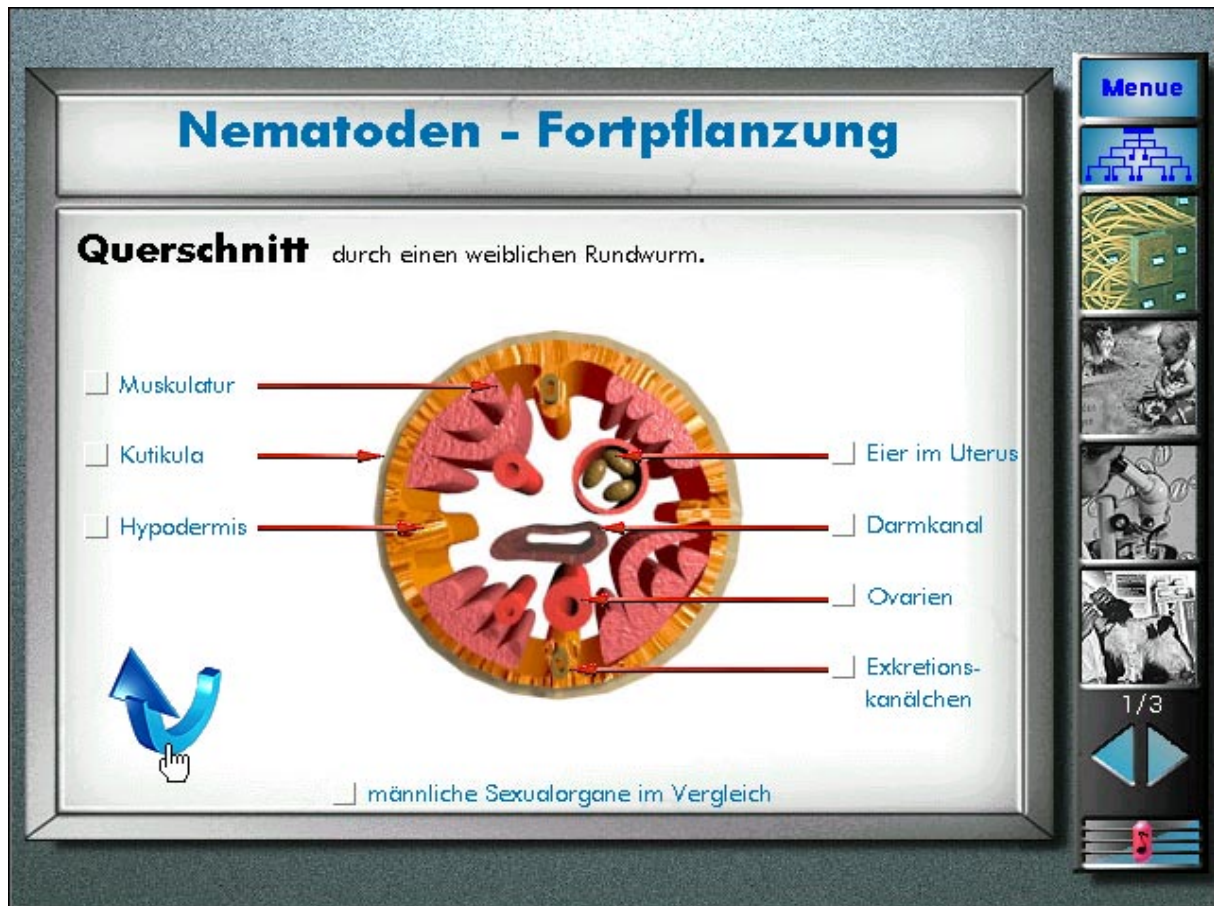 Nematoden - Fortpflanzung
Menue
Querschnitt durch einen weiblichen Rundwurm.
Muskulatur
Kutikula
Hypodermis
Eier im Uterus
Darmkanal
Ovarien
Exkretions-
kanälchen
männliche Sexualorgane im Vergleich
1/3